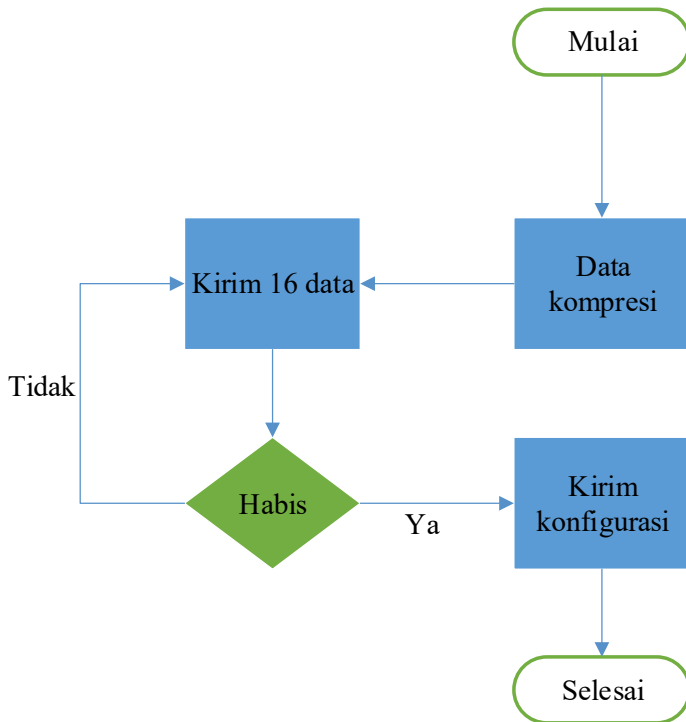 Mulai
Data
kompresi
Kirim 16 data
Tidak
Habis
Ya
Kirim
konfigurasi
Selesai